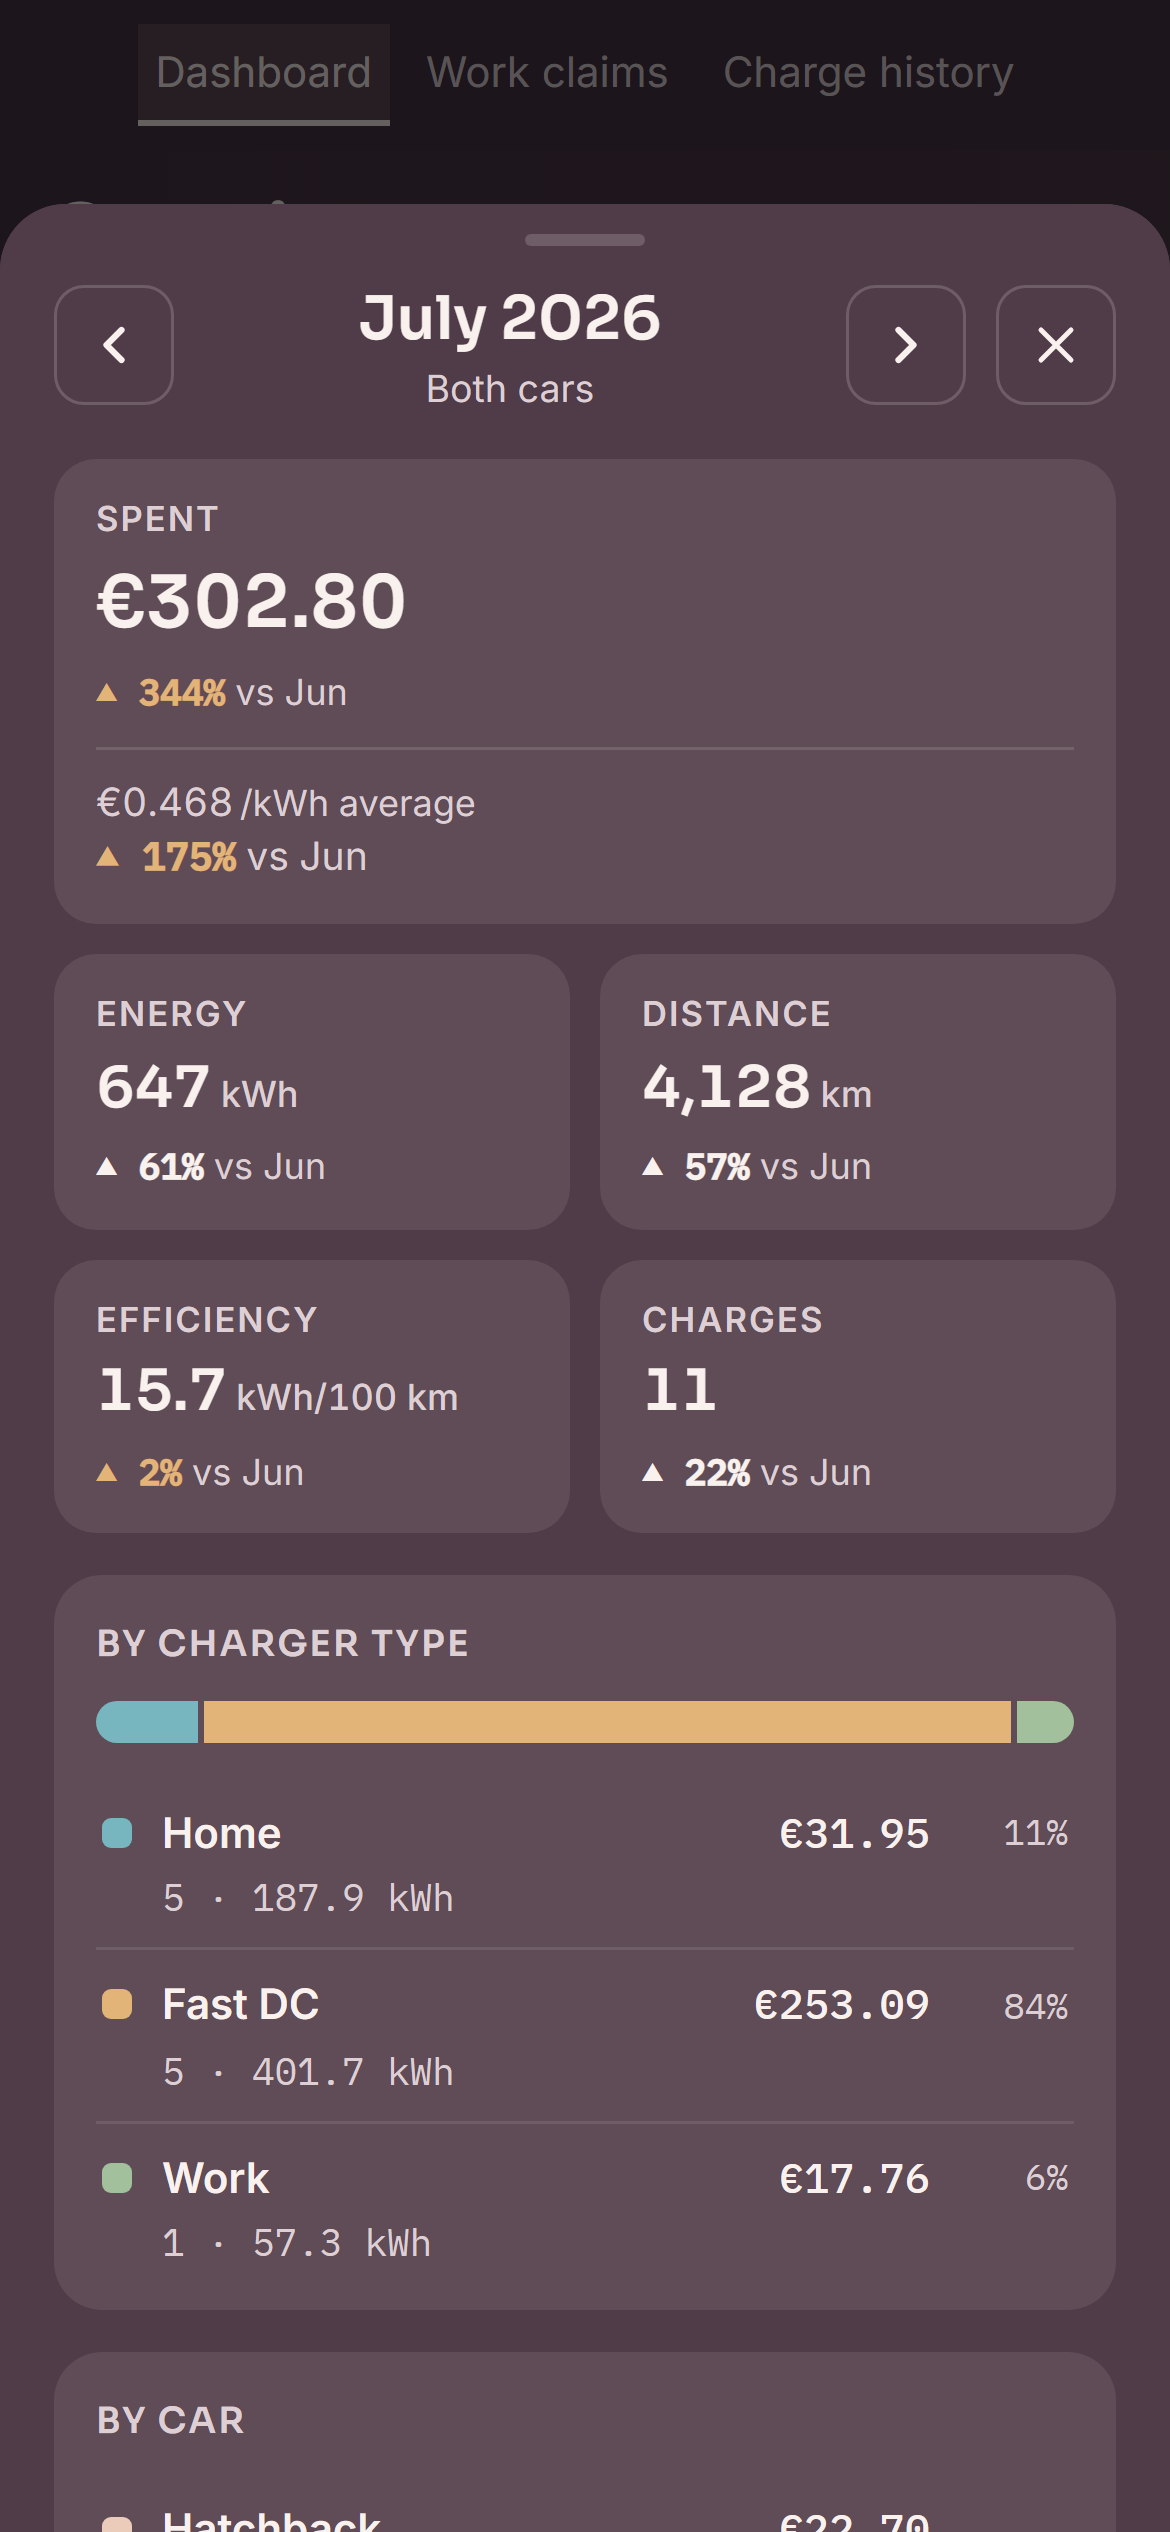 Dashboard Work claims Charge history
July 2026
Both cars
SPENT
€302.80
▲ 344% vs Jun
€0.468 /kWh average
▲ 175% vs Jun
ENERGY
647 kWh
▲ 61% vs Jun
DISTANCE
4,128 km
▲ 57% vs Jun
EFFICIENCY
15.7 kWh/100 km
▲ 2% vs Jun
CHARGES
11
▲ 22% vs Jun
BY CHARGER TYPE
Home €31.95 11%
5 · 187.9 kWh
Fast DC €253.09 84%
5 · 401.7 kWh
Work €17.76 6%
1 · 57.3 kWh
BY CAR
Hatchback €22.70